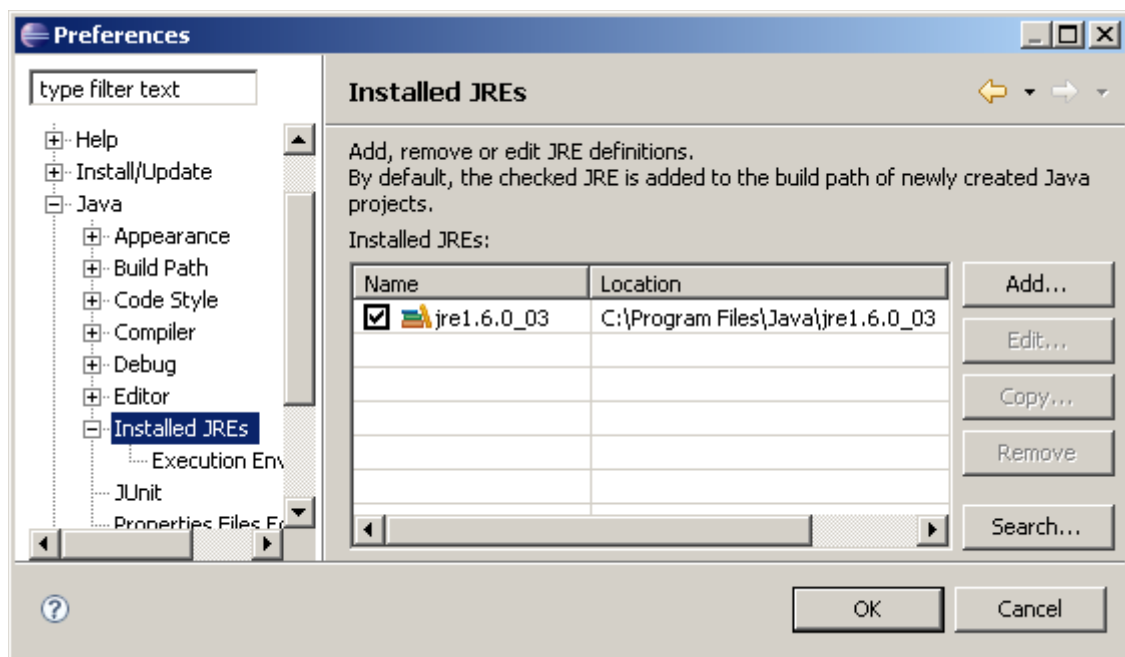 Preferences
type filter text
Help
Install/Update
Java
Appearance
Build Path
Code Style
Compiler
Debug
Editor
Installed JREs
Execution Env
JUnit
Properties Files Ed
Installed JREs
Add, remove or edit JRE definitions.
By default, the checked JRE is added to the build path of newly created Java
projects.
Installed JREs:
Name Location
jre1.6.0_03 C:\Program Files\Java\jre1.6.0_03
Add...
Edit...
Copy...
Remove
Search...
OK Cancel